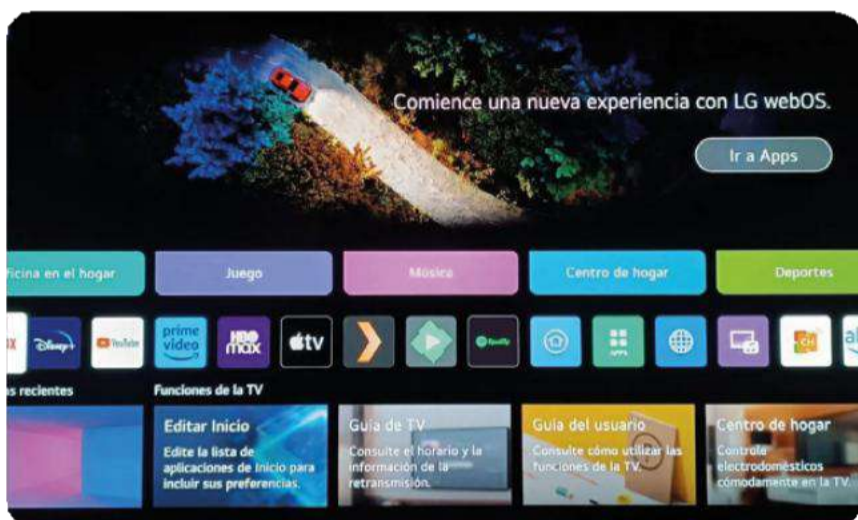 Comience una nueva experiencia con LG webOS.
Ir a Apps
ficina en el hogar
Juego
Música
Centro de hogar
Deportes
Disney+
YouTube
prime
video
HBO
max
tv
Spotify
APPS
CH
recientes
Funciones de la TV
Editar Inicio
Edite la lista de
aplicaciones de Inicio para
incluir sus preferencias.
Guía de TV
Consulte el horario y la
información de la
retransmisión.
Guía del usuario
Consulte cómo utilizar las
funciones de la TV.
Centro de hogar
Controle
electrodomésticos
cómodamente en la TV.